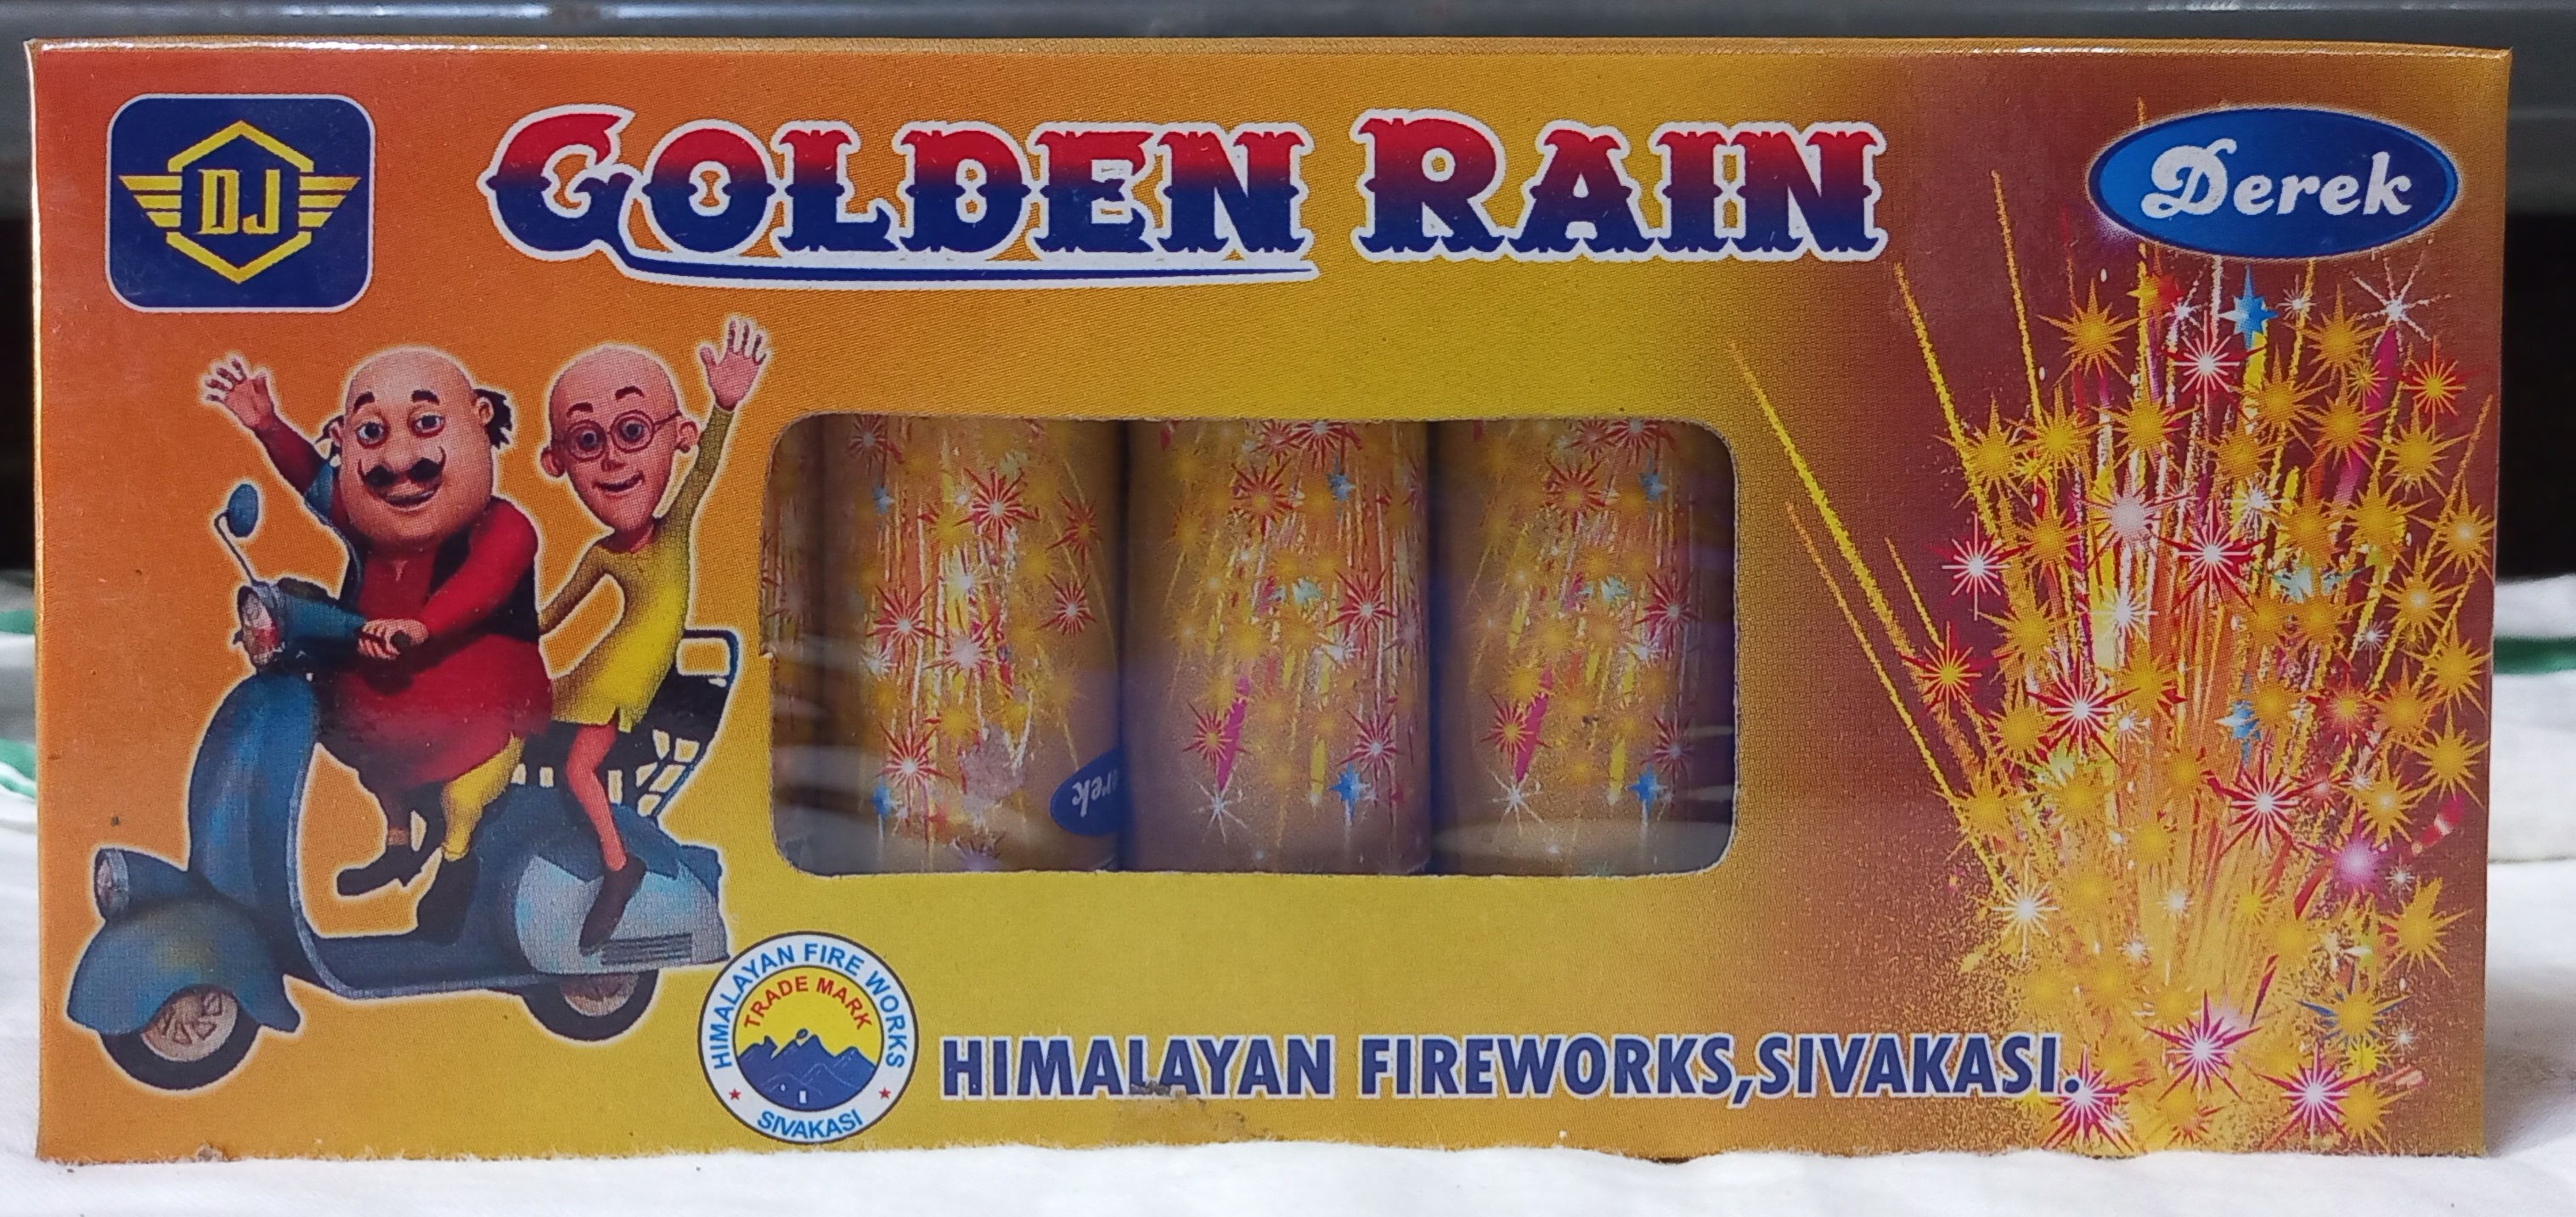 DJ
GOLDEN RAIN
Derek
HIMALAYAN FIRE WORKS
TRADE MARK
SIVAKASI
HIMALAYAN FIREWORKS,SIVAKASI.